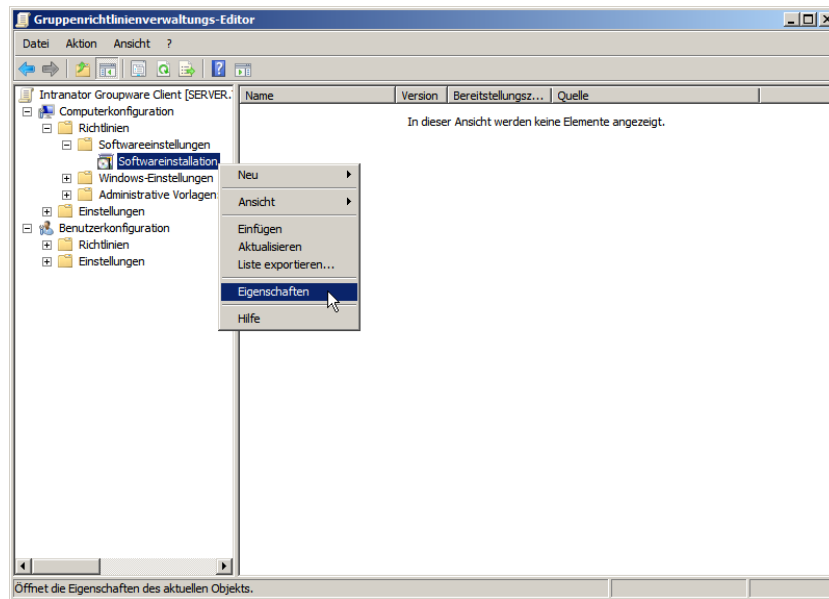 Gruppenrichtlinienverwaltungs-Editor
Datei Aktion Ansicht ?
Intranator Groupware Client [SERVER.
Computerkonfiguration
Richtlinien
Softwareeinstellungen
Softwareinstallation
Windows-Einstellungen
Administrative Vorlagen
Einstellungen
Benutzerkonfiguration
Richtlinien
Einstellungen
Name Version Bereitstellungsz... Quelle
In dieser Ansicht werden keine Elemente angezeigt.
Neu
Ansicht
Einfügen
Aktualisieren
Liste exportieren...
Eigenschaften
Hilfe
Öffnet die Eigenschaften des aktuellen Objekts.